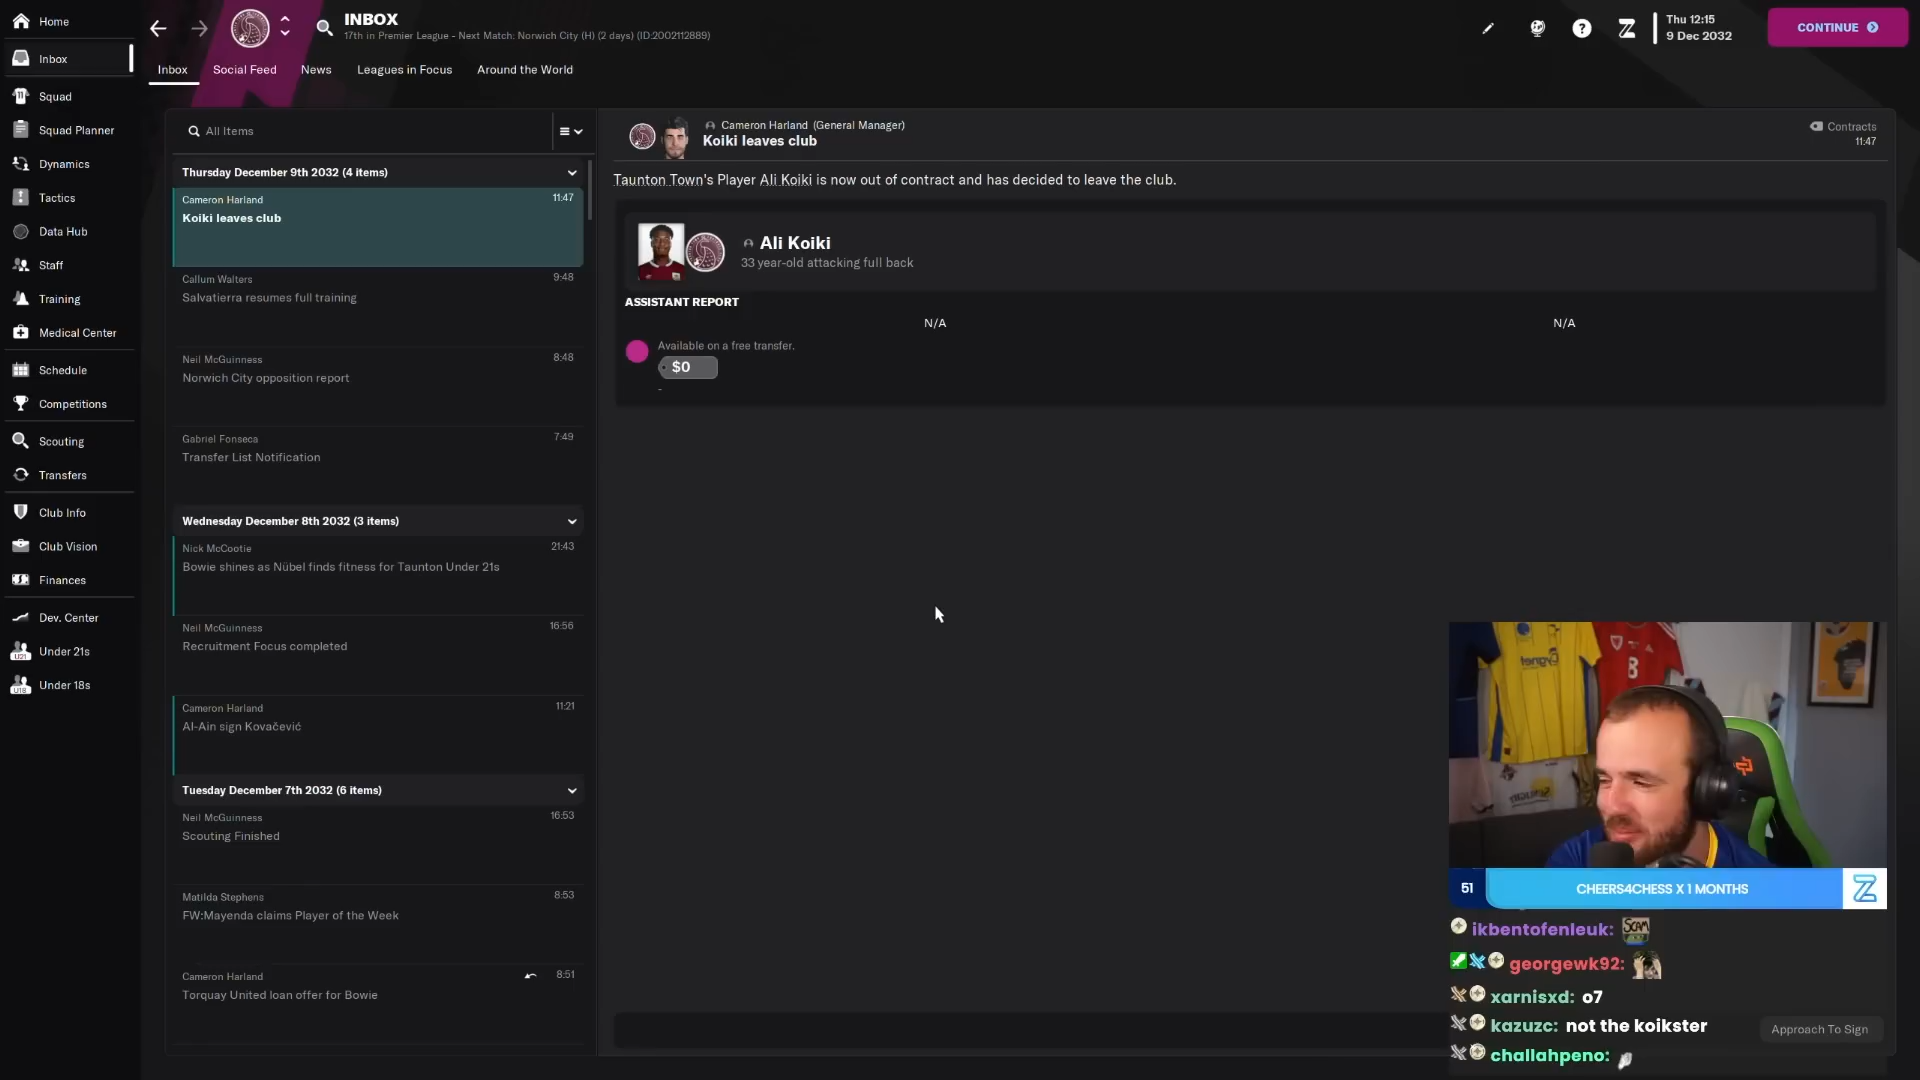 Home
Inbox
Squad
Squad Planner
Dynamics
Tactics
Data Hub
Staff
Training
Medical Center
Schedule
Competitions
Scouting
Transfers
Club Info
Club Vision
Finances
Dev. Center
Under 21s
Under 18s
INBOX
17th in Premier League - Next Match: Norwich City (H) (2 days) (ID:2002112889)
Thu 12:15
9 Dec 2032
CONTINUE
Inbox Social Feed News Leagues in Focus Around the World
All Items
Thursday December 9th 2032 (4 items)
Cameron Harland 11:47
Koiki leaves club
Callum Walters 9:48
Salvatierra resumes full training
Neil McGuinness 8:48
Norwich City opposition report
Gabriel Fonseca 7:49
Transfer List Notification
Wednesday December 8th 2032 (3 items)
Nick McCootie 21:43
Bowie shines as Nübel finds fitness for Taunton Under 21s
Neil McGuinness 16:56
Recruitment Focus completed
Cameron Harland 11:21
Al-Ain sign Kovačević
Tuesday December 7th 2032 (6 items)
Neil McGuinness 16:53
Scouting Finished
Matilda Stephens 8:53
FW:Mayenda claims Player of the Week
Cameron Harland 8:51
Torquay United loan offer for Bowie
Cameron Harland (General Manager)
Koiki leaves club
Contracts
11:47
Taunton Town's Player Ali Koiki is now out of contract and has decided to leave the club.
Ali Koiki
33 year-old attacking full back
ASSISTANT REPORT
N/A N/A
Available on a free transfer.
$0
-
Cygnet
8
51 CHEERS4CHESS X 1 MONTHS Z
ikbentofenleuk: SCAM
georgewk92:
xarnisxd: o7
kazuzc: not the koikster
challahpeno:
Approach To Sign